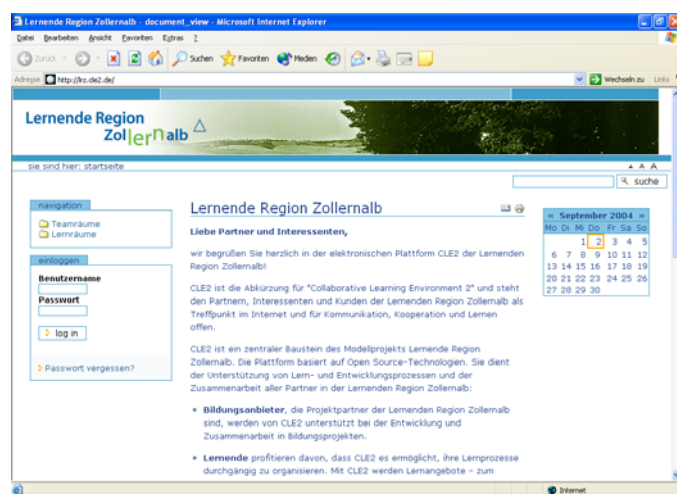 Lernende Region Zollernalb - document_view - Microsoft Internet Explorer
Datei Bearbeiten Ansicht Favoriten Extras ?
Zurück Suchen Favoriten Medien
Adresse http://lrz.de2.de/ Wechseln zu Links
Lernende Region
Zollernalb
sie sind hier: startseite A A A
suche
navigation
Teamräume
Lernräume
einloggen
Benutzername
Passwort
log in
Passwort vergessen?
Lernende Region Zollernalb
Liebe Partner und Interessenten,
wir begrüßen Sie herzlich in der elektronischen Plattform CLE2 der Lernenden
Region Zollernalb!
CLE2 ist die Abkürzung für "Collaborative Learning Environment 2" und steht
den Partnern, Interessenten und Kunden der Lernenden Region Zollernalb als
Treffpunkt im Internet und für Kommunikation, Kooperation und Lernen
offen.
CLE2 ist ein zentraler Baustein des Modellprojekts Lernende Region
Zollernalb. Die Plattform basiert auf Open Source-Technologien. Sie dient
der Unterstützung von Lern- und Entwicklungsprozessen und der
Zusammenarbeit aller Partner in der Lernenden Region Zollernalb:
▪ Bildungsanbieter, die Projektpartner der Lernenden Region Zollernalb
sind, werden von CLE2 unterstützt bei der Entwicklung und
Zusammenarbeit in Bildungsprojekten.
▪ Lernende profitieren davon, dass CLE2 es ermöglicht, ihre Lernprozesse
durchgängig zu organisieren. Mit CLE2 werden Lernangebote - zum
« September 2004 »
Mo Di Mi Do Fr Sa So
1 2 3 4 5
6 7 8 9 10 11 12
13 14 15 16 17 18 19
20 21 22 23 24 25 26
27 28 29 30
Internet